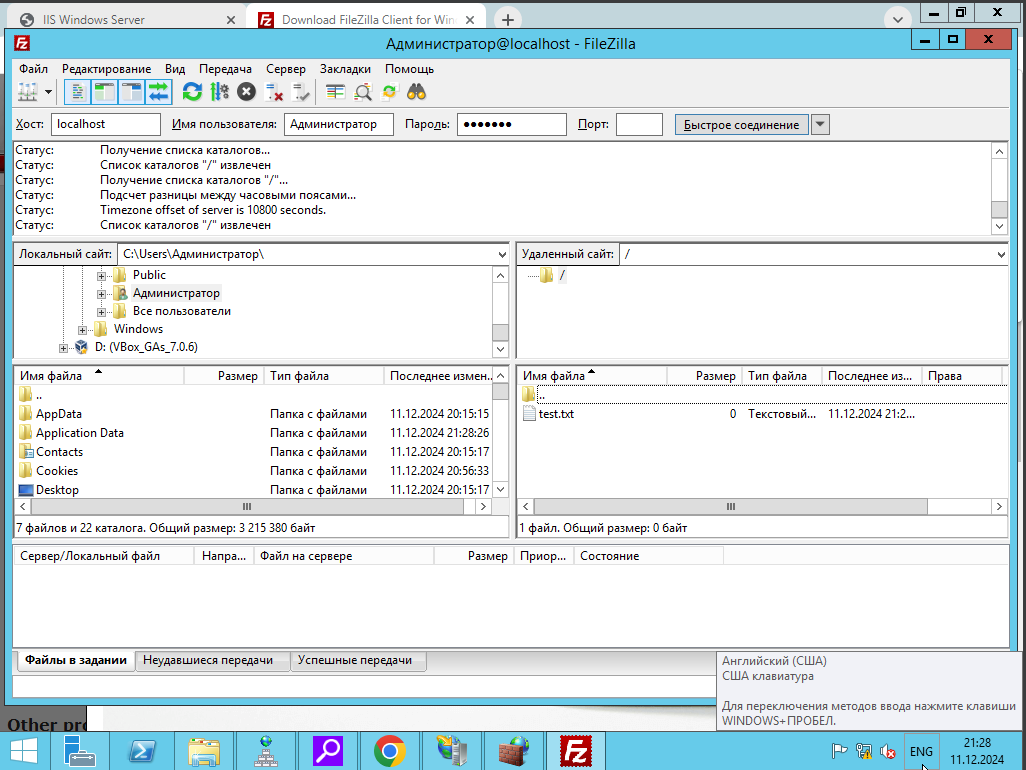 IIS Windows Server
Download FileZilla Client for Win
Администратор@localhost - FileZilla
Файл Редактирование Вид Передача Сервер Закладки Помощь
Хост: localhost Имя пользователя: Администратор Пароль: ●●●●●●● Порт: Быстрое соединение
Статус: Получение списка каталогов...
Статус: Список каталогов "/" извлечен
Статус: Получение списка каталогов "/"...
Статус: Подсчет разницы между часовыми поясами...
Статус: Timezone offset of server is 10800 seconds.
Статус: Список каталогов "/" извлечен
Локальный сайт: C:\Users\Администратор\
Public
Администратор
Все пользователи
Windows
D: (VBox_GAs_7.0.6)
Удаленный сайт: /
/
Имя файла Размер Тип файла Последнее измен...
..
AppData Папка с файлами 11.12.2024 20:15:15
Application Data Папка с файлами 11.12.2024 21:28:26
Contacts Папка с файлами 11.12.2024 20:15:17
Cookies Папка с файлами 11.12.2024 20:56:33
Desktop Папка с файлами 11.12.2024 20:15:17
7 файлов и 22 каталога. Общий размер: 3 215 380 байт
Имя файла Размер Тип файла Последнее из... Права
..
test.txt 0 Текстовый... 11.12.2024 21:2...
1 файл. Общий размер: 0 байт
Сервер/Локальный файл Напра... Файл на сервере Размер Приор... Состояние
Файлы в задании Неудавшиеся передачи Успешные передачи
Английский (США)
США клавиатура
Для переключения методов ввода нажмите клавиши
WINDOWS+ПРОБЕЛ.
Other pro
ENG
21:28
11.12.2024